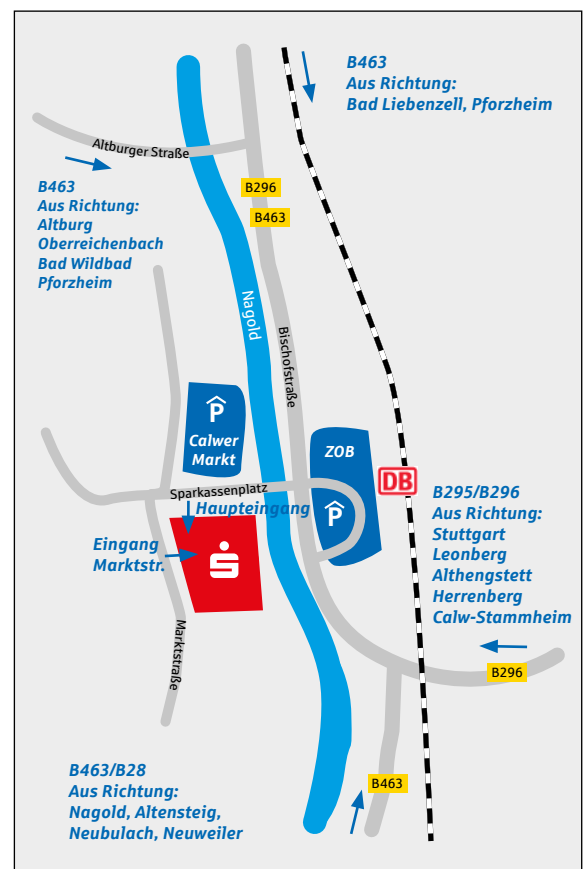 B463
Aus Richtung:
Bad Liebenzell, Pforzheim
Altburger Straße
B463
Aus Richtung:
Altburg
Oberreichenbach
Bad Wildbad
Pforzheim
B296
B463
Nagold
Bischofstraße
P
Calwer
Markt
ZOB
P
DB
Sparkassenplatz
Haupteingang
Eingang
Marktstr.
B295/B296
Aus Richtung:
Stuttgart
Leonberg
Althengstett
Herrenberg
Calw-Stammheim
Marktstraße
B296
B463/B28
Aus Richtung:
Nagold, Altensteig,
Neubulach, Neuweiler
B463